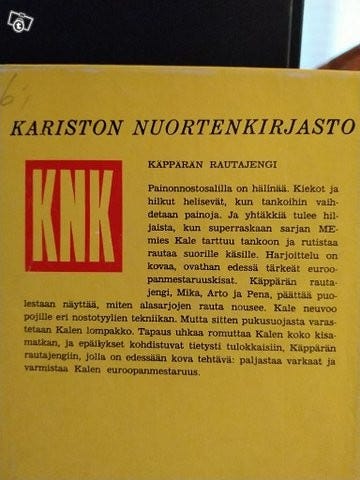 KARISTON NUORTENKIRJASTO
KNK
KÄPPÄRÄN RAUTAJENGI
Painonnostosalilla on hälinää. Kiekot ja
hilkut helisevät, kun tankoihin vaih-
detaan painoja. Ja yhtäkkiä tulee hil-
jaista, kun superraskaan sarjan ME-
mies Kale tarttuu tankoon ja rutistaa
rautaa suorille käsille. Harjoittelu on
kovaa, ovathan edessä tärkeät euroo-
panmestaruuskisat. Käppärän rauta-
jengi, Mika, Arto ja Pena, päättää puo-
lestaan näyttää, miten alasarjojen rauta nousee. Kale neuvoo
pojille eri nostotyylien tekniikan. Mutta sitten pukusuojasta varas-
tetaan Kalen lompakko. Tapaus uhkaa romuttaa Kalen koko kisa-
matkan, ja epäilykset kohdistuvat tietysti tulokkaisiin, Käppärän
rautajengiin, jolla on edessään kova tehtävä: paljastaa varkaat ja
varmistaa Kalen euroopanmestaruus.